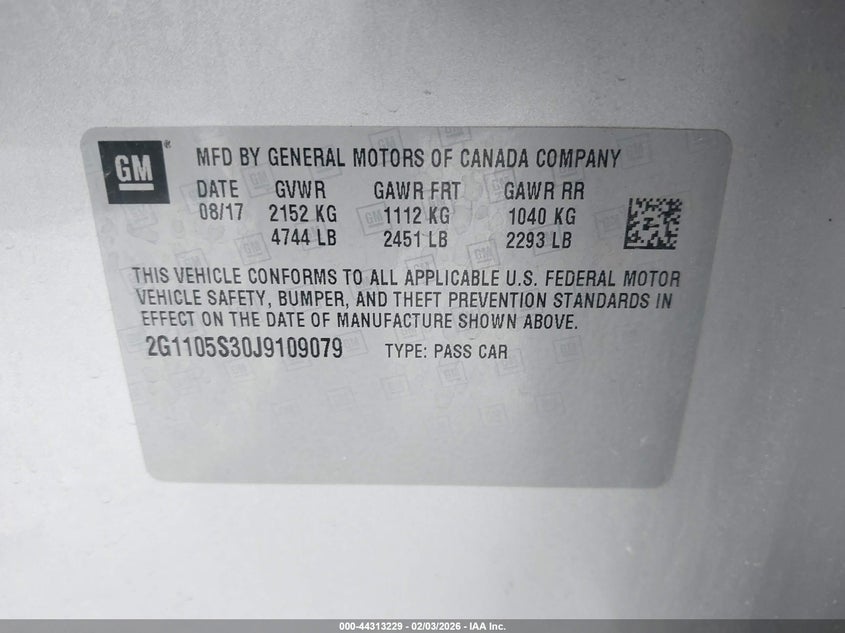 GM®
MFD BY GENERAL MOTORS OF CANADA COMPANY
DATE GVWR GAWR FRT GAWR RR
08/17 2152 KG 1112 KG 1040 KG
4744 LB 2451 LB 2293 LB
THIS VEHICLE CONFORMS TO ALL APPLICABLE U.S. FEDERAL MOTOR
VEHICLE SAFETY, BUMPER, AND THEFT PREVENTION STANDARDS IN
EFFECT ON THE DATE OF MANUFACTURE SHOWN ABOVE.
2G1105S30J9109079 TYPE: PASS CAR
000-44313229 - 02/03/2026 - IAA Inc.